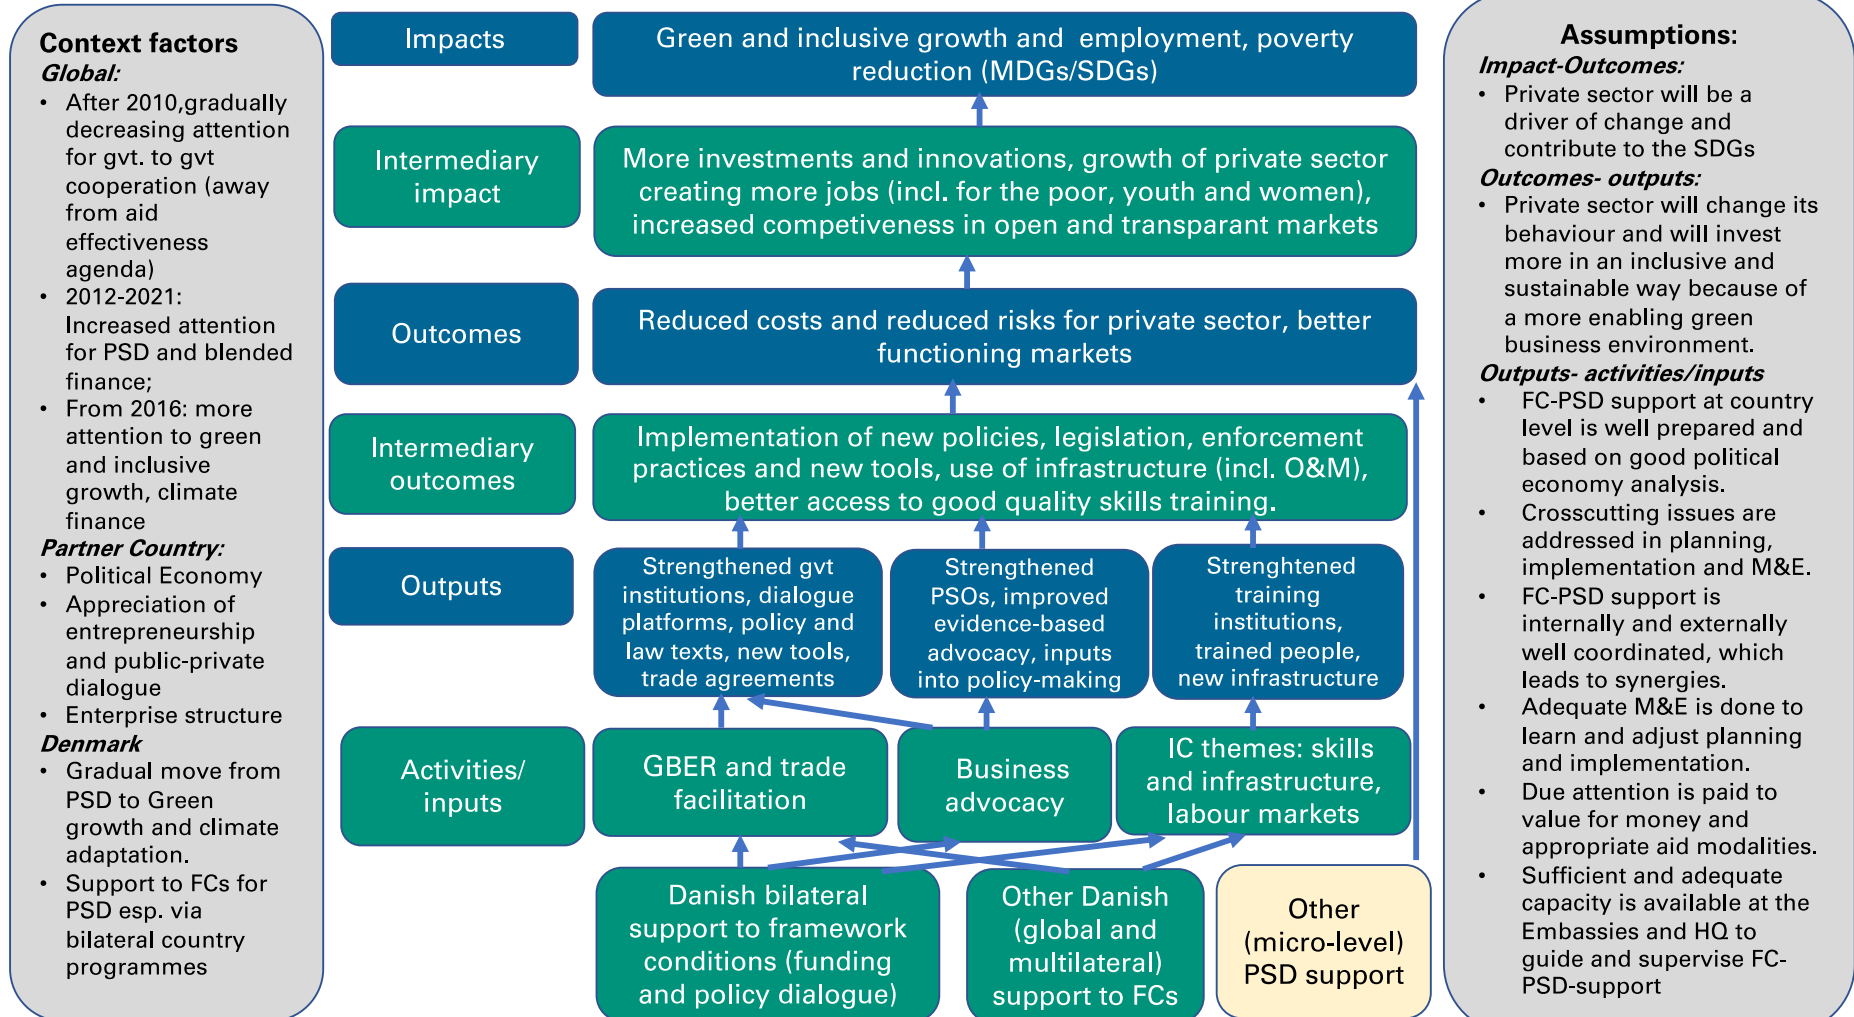 Context factors
Global:
• After 2010,gradually
decreasing attention
for gvt. to gvt
cooperation (away
from aid
effectiveness
agenda)
• 2012-2021:
Increased attention
for PSD and blended
finance;
• From 2016: more
attention to green
and inclusive
growth, climate
finance
Partner Country:
• Political Economy
• Appreciation of
entrepreneurship
and public-private
dialogue
• Enterprise structure
Denmark
• Gradual move from
PSD to Green
growth and climate
adaptation.
• Support to FCs for
PSD esp. via
bilateral country
programmes
Impacts
Green and inclusive growth and employment, poverty
reduction (MDGs/SDGs)
Intermediary
impact
More investments and innovations, growth of private sector
creating more jobs (incl. for the poor, youth and women),
increased competiveness in open and transparant markets
Outcomes
Reduced costs and reduced risks for private sector, better
functioning markets
Intermediary
outcomes
Implementation of new policies, legislation, enforcement
practices and new tools, use of infrastructure (incl. O&M),
better access to good quality skills training.
Outputs
Strengthened gvt
institutions, dialogue
platforms, policy and
law texts, new tools,
trade agreements
Strengthened
PSOs, improved
evidence-based
advocacy, inputs
into policy-making
Strenghtened
training
institutions,
trained people,
new infrastructure
Activities/
inputs
GBER and trade
facilitation
Business
advocacy
IC themes: skills
and infrastructure,
labour markets
Danish bilateral
support to framework
conditions (funding
and policy dialogue)
Other Danish
(global and
multilateral)
support to FCs
Other
(micro-level)
PSD support
Assumptions:
Impact-Outcomes:
• Private sector will be a
driver of change and
contribute to the SDGs
Outcomes- outputs:
• Private sector will change its
behaviour and will invest
more in an inclusive and
sustainable way because of
a more enabling green
business environment.
Outputs- activities/inputs
• FC-PSD support at country
level is well prepared and
based on good political
economy analysis.
• Crosscutting issues are
addressed in planning,
implementation and M&E.
• FC-PSD support is
internally and externally
well coordinated, which
leads to synergies.
• Adequate M&E is done to
learn and adjust planning
and implementation.
• Due attention is paid to
value for money and
appropriate aid modalities.
• Sufficient and adequate
capacity is available at the
Embassies and HQ to
guide and supervise FC-
PSD-support